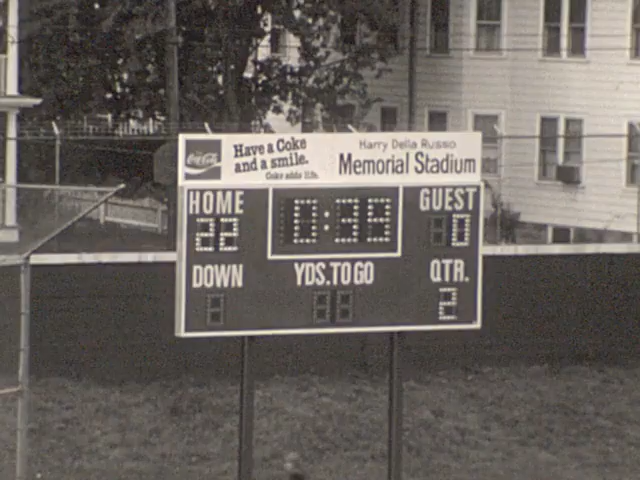 Coca-Cola
Have a Coke
and a smile.
Coke adds life.
Harry Della Russo
Memorial Stadium
HOME
22
0:39
GUEST
0
DOWN
YDS.TO GO
QTR.
2